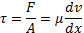 τ = F/A = μ dv/dx